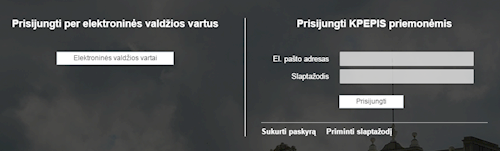 Prisijungti per elektroninės valdžios vartus
Elektroninės valdžios vartai
Prisijungti KPEPIS priemonėmis
El. pašto adresas
Slaptažodis
Prisijungti
Sukurti paskyrą
Priminti slaptažodį